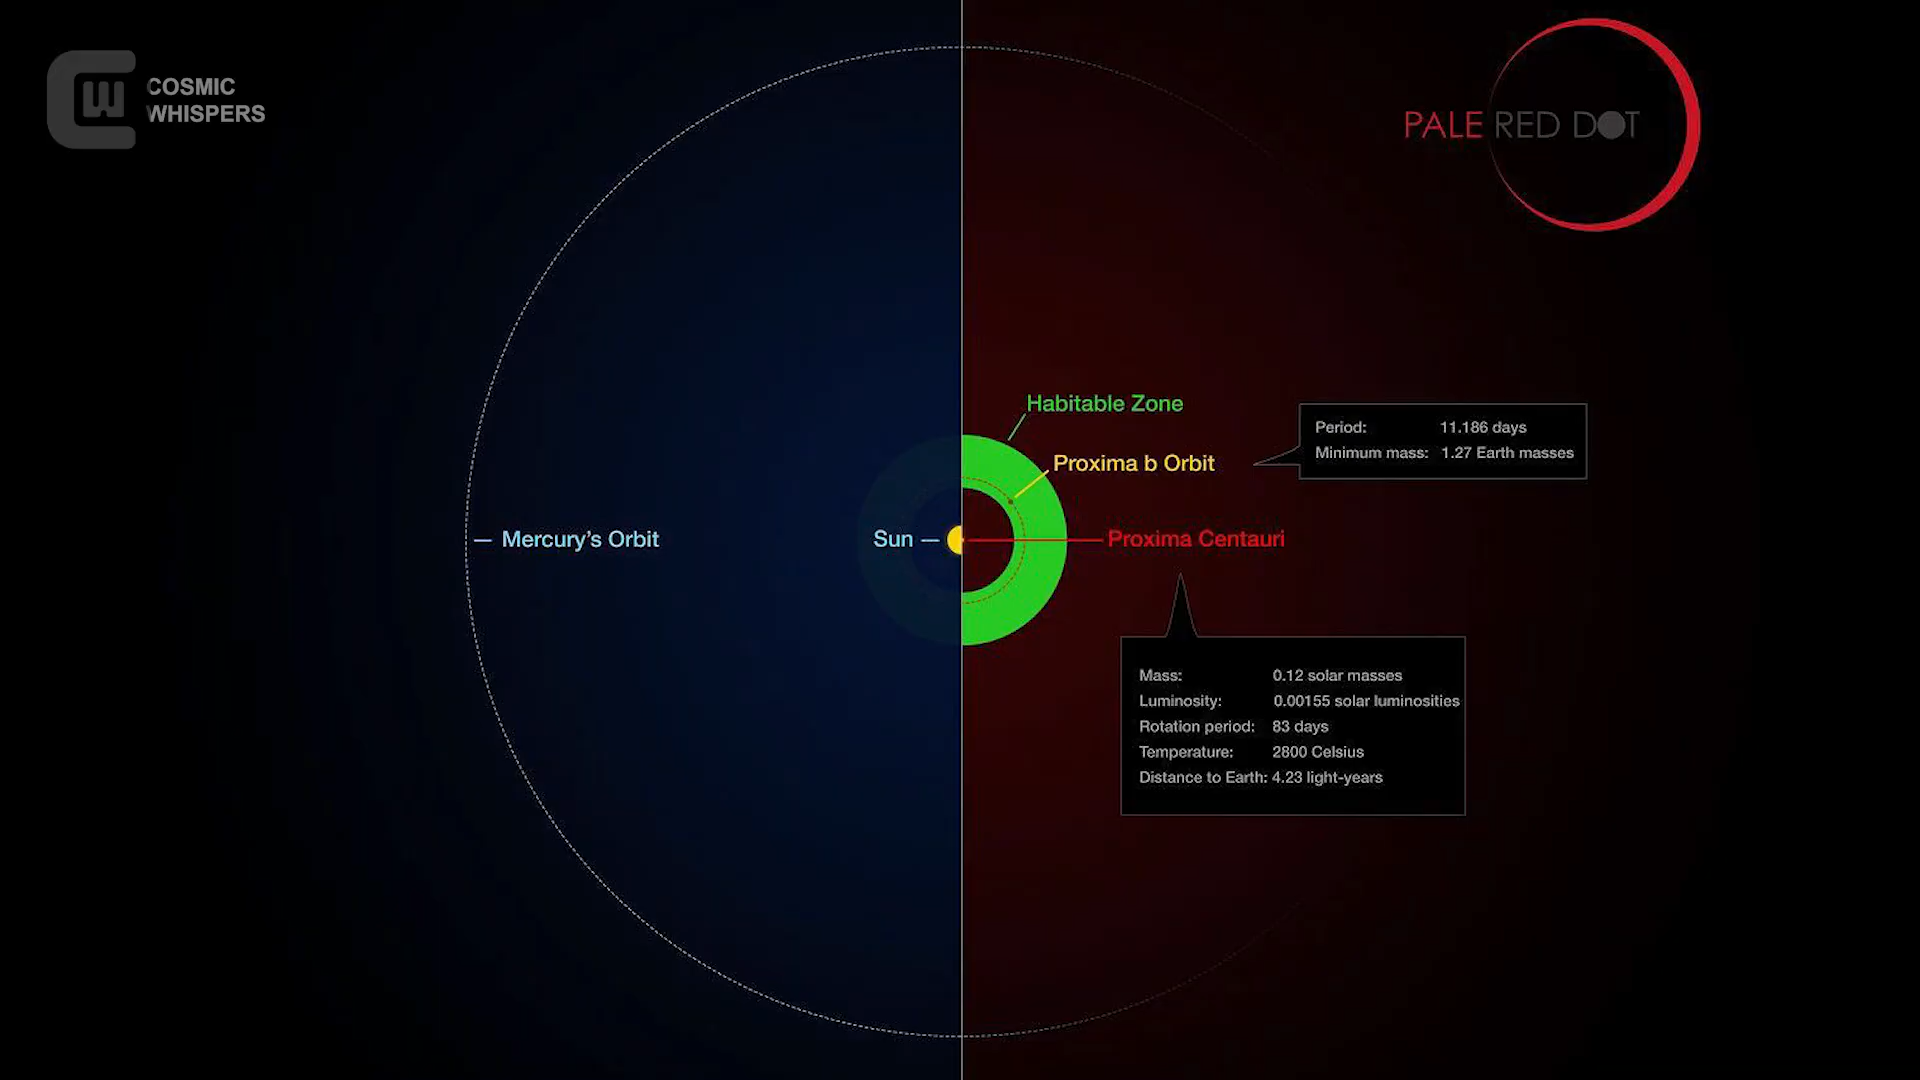 COSMIC
WHISPERS
PALE RED DOT
Habitable Zone
Proxima b Orbit
Period: 11.186 days
Minimum mass: 1.27 Earth masses
Mercury’s Orbit
Sun
Proxima Centauri
Mass: 0.12 solar masses
Luminosity: 0.00155 solar luminosities
Rotation period: 83 days
Temperature: 2800 Celsius
Distance to Earth: 4.23 light-years